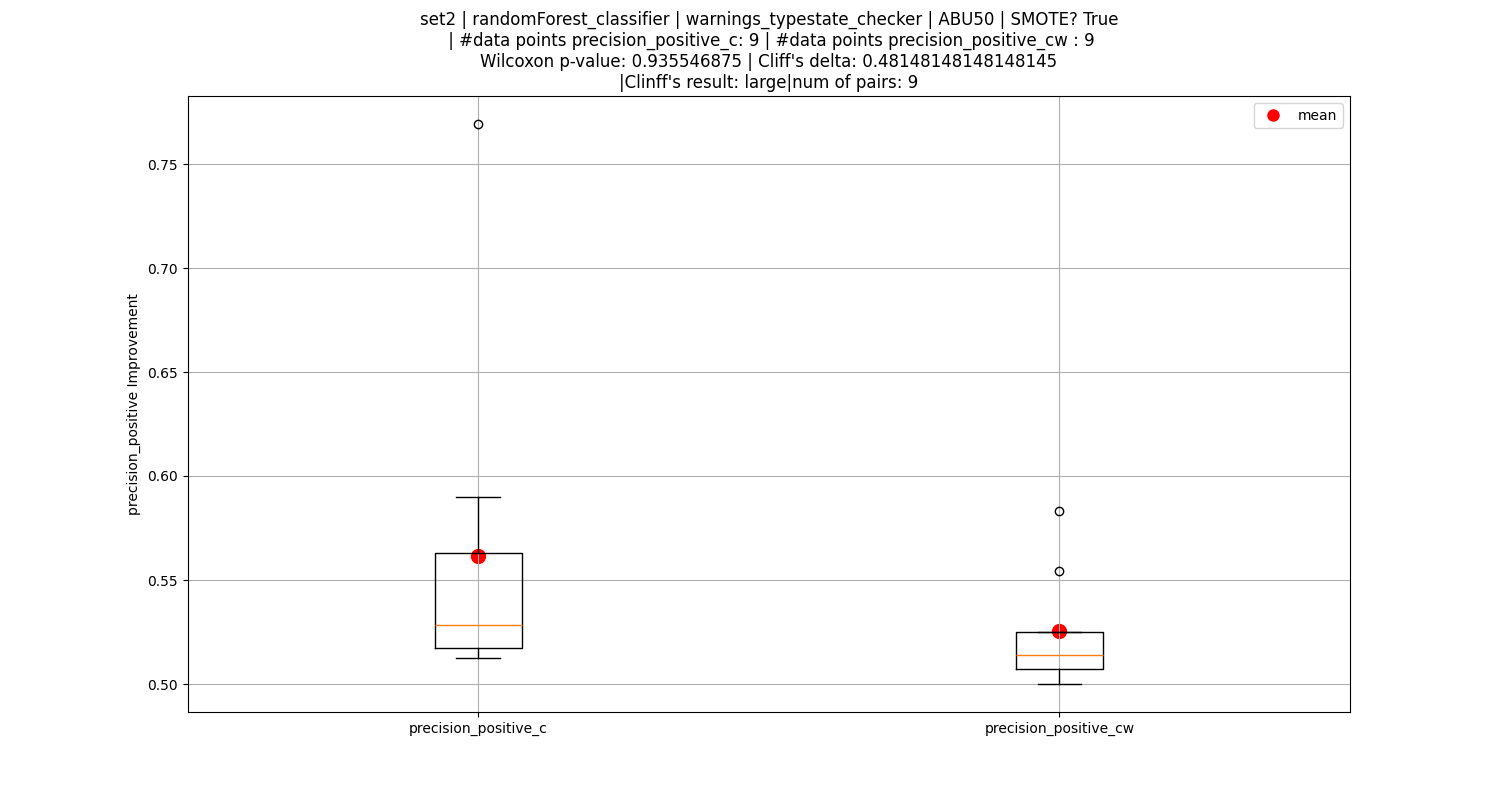 set2 | randomForest_classifier | warnings_typestate_checker | ABU50 | SMOTE? True
| #data points precision_positive_c: 9 | #data points precision_positive_cw : 9
Wilcoxon p-value: 0.935546875 | Cliff's delta: 0.48148148148148145
|Clinff's result: large|num of pairs: 9
mean
0.75
0.70
0.65
0.60
0.55
0.50
precision_positive Improvement
precision_positive_c
precision_positive_cw